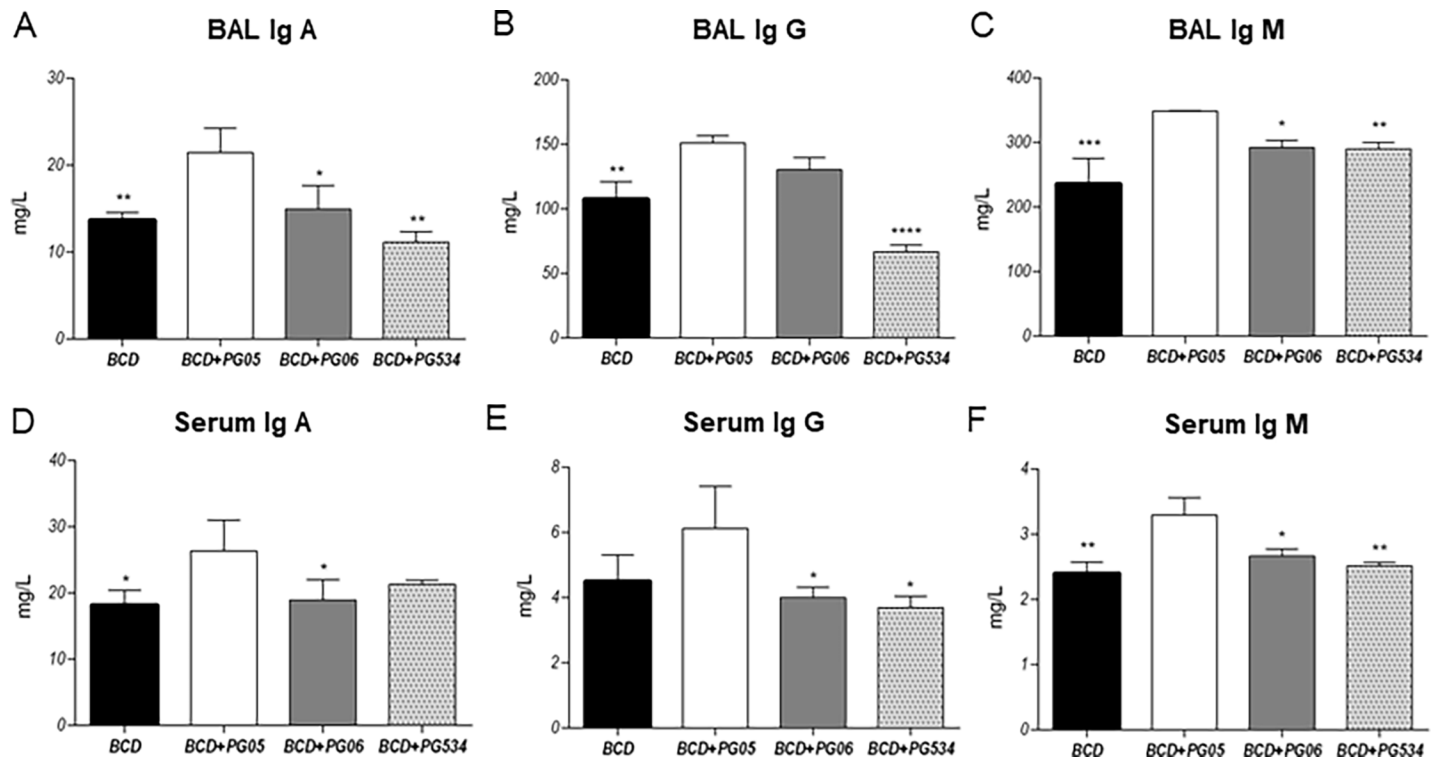 A
BAL Ig A
mg/L
30
20
10
0
**
*
**
BCD
BCD+PG05
BCD+PG06
BCD+PG534
B
BAL Ig G
mg/L
200
150
100
50
0
**
****
BCD
BCD+PG05
BCD+PG06
BCD+PG534
C
BAL Ig M
mg/L
400
300
200
100
0
***
*
**
BCD
BCD+PG05
BCD+PG06
BCD+PG534
D
Serum Ig A
mg/L
40
30
20
10
0
*
*
BCD
BCD+PG05
BCD+PG06
BCD+PG534
E
Serum Ig G
mg/L
8
6
4
2
0
*
*
BCD
BCD+PG05
BCD+PG06
BCD+PG534
F
Serum Ig M
mg/L
4
3
2
1
0
**
*
**
BCD
BCD+PG05
BCD+PG06
BCD+PG534